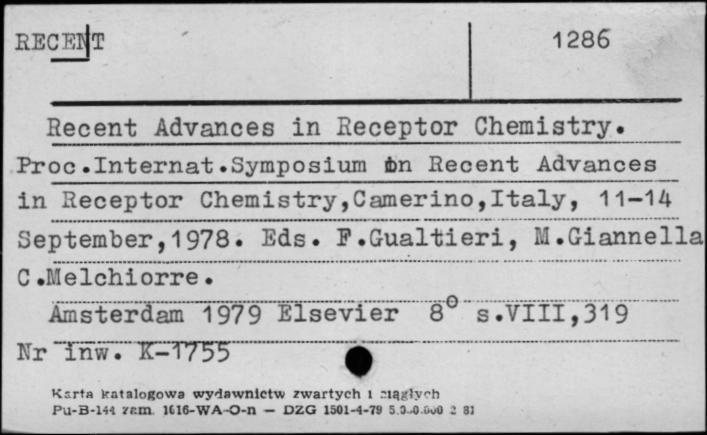 RECENT 1286
Recent Advances in Receptor Chemistry.
Proc.Internat.Symposium on Recent Advances
in Receptor Chemistry,Camerino,Italy, 11-14
September,1978. Eds. F.Gualtieri, M.Giannella
C.Melchiorre.
Amsterdam 1979 Elsevier 8° s.VIII,319
Nr inw. K-1755
Karta katalogowa wydawnictw zwartych i ciągłych
Pu-B-144 zam. 1616-WA-O-n — DZG 1501-4-79